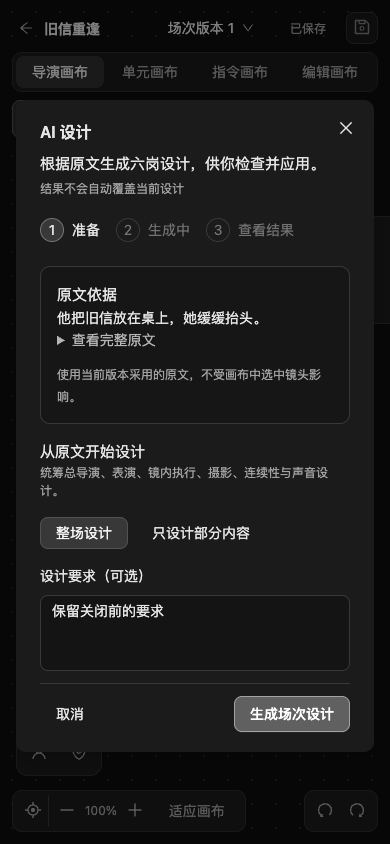 旧信重逢
场次版本 1
已保存
导演画布
单元画布
指令画布
编辑画布
AI 设计
根据原文生成六岗设计，供你检查并应用。
结果不会自动覆盖当前设计
1 准备
2 生成中
3 查看结果
原文依据
他把旧信放在桌上，她缓缓抬头。
▶ 查看完整原文
使用当前版本采用的原文，不受画布中选中镜头影
响。
从原文开始设计
统筹总导演、表演、镜内执行、摄影、连续性与声音设
计。
整场设计
只设计部分内容
设计要求（可选）
保留关闭前的要求
取消
生成场次设计
100%
适应画布